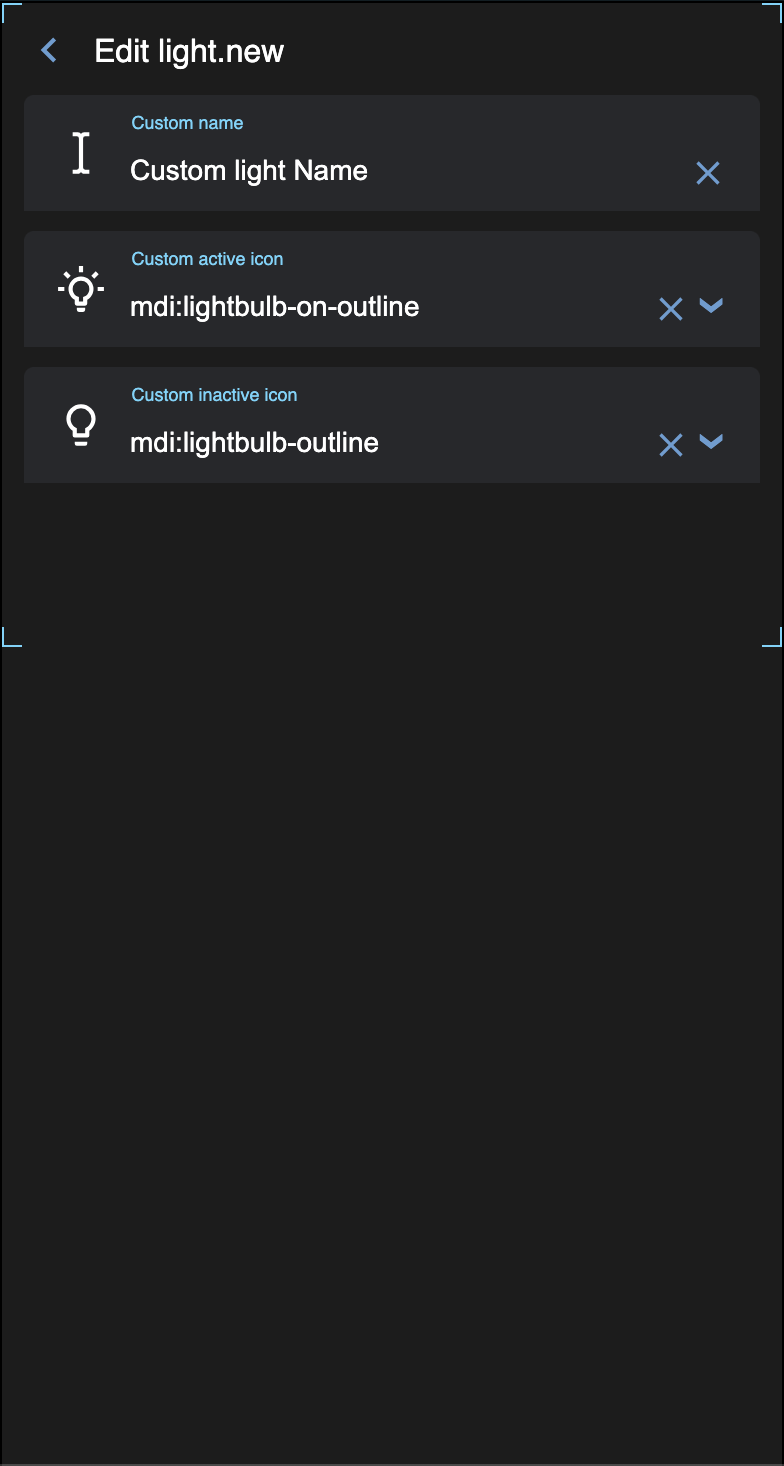 Edit light.new
Custom name
Custom light Name
Custom active icon
mdi:lightbulb-on-outline
Custom inactive icon
mdi:lightbulb-outline